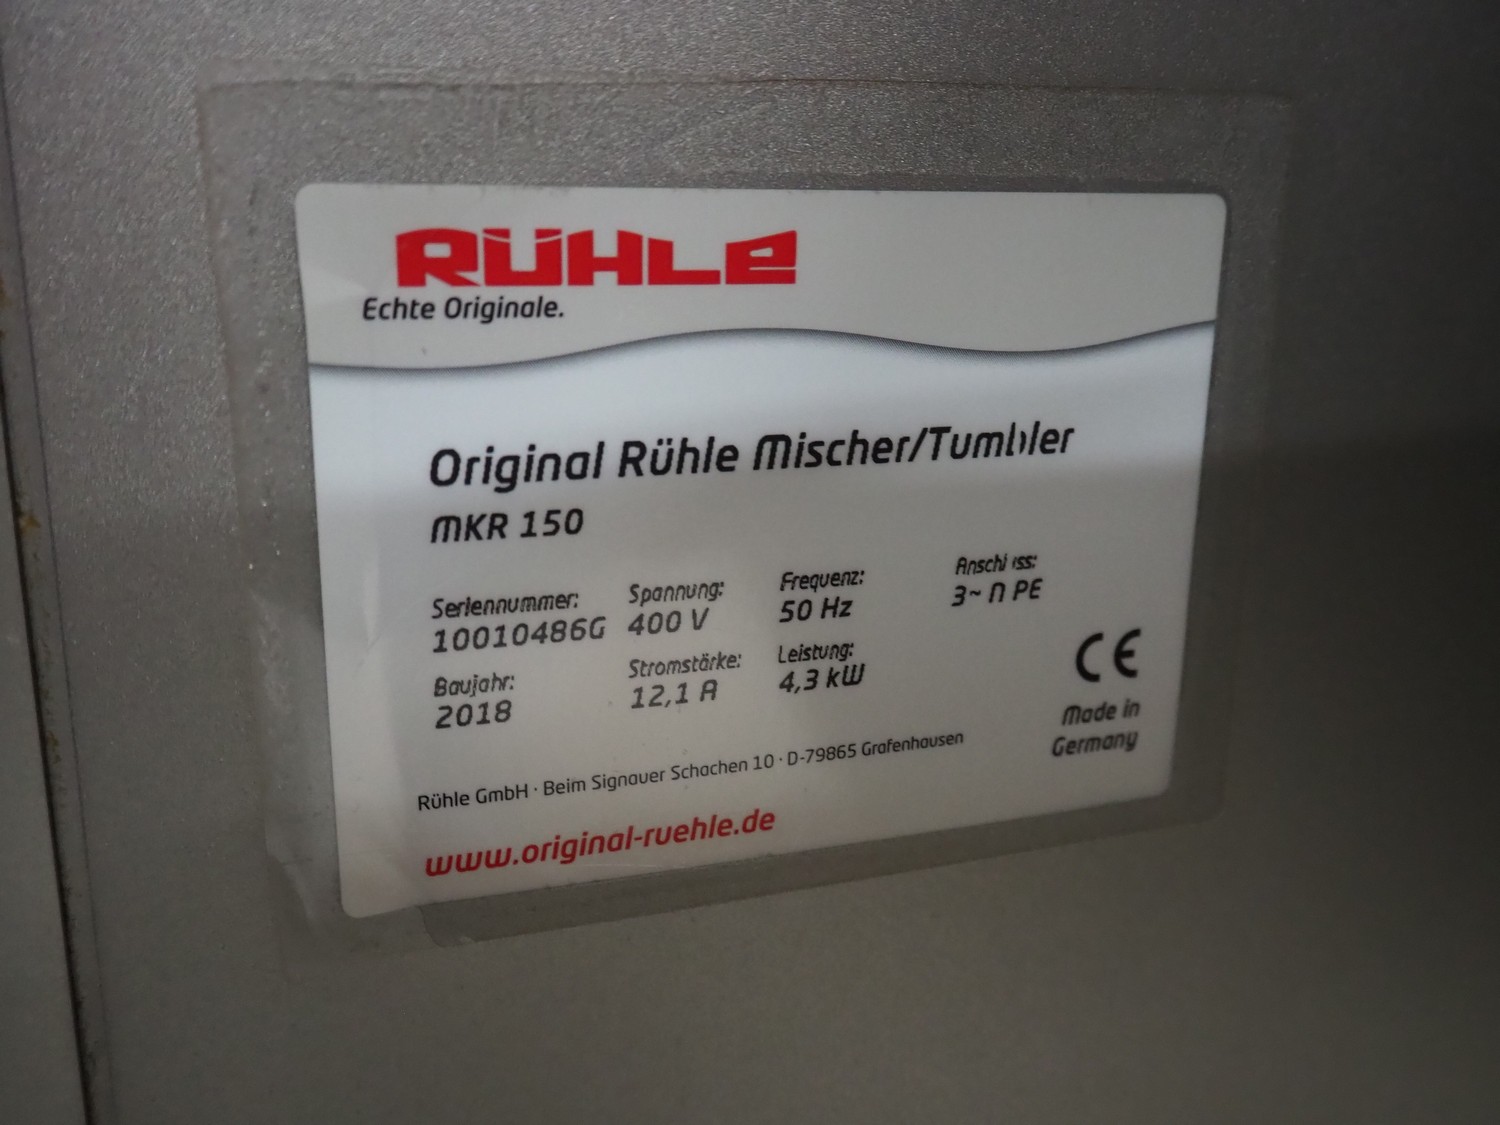 RÜHLE
Echte Originale.
Original Rühle Mischer/Tumbler
MKR 150
Seriennummer: Spannung: Frequenz: Anschluss:
10010486G 400 V 50 Hz 3~ N PE
Baujahr: Stromstärke: Leistung:
2018 12,1 A 4,3 kW
CE
Made in
Germany
Rühle GmbH · Beim Signauer Schachen 10 · D-79865 Grafenhausen
www.original-ruehle.de